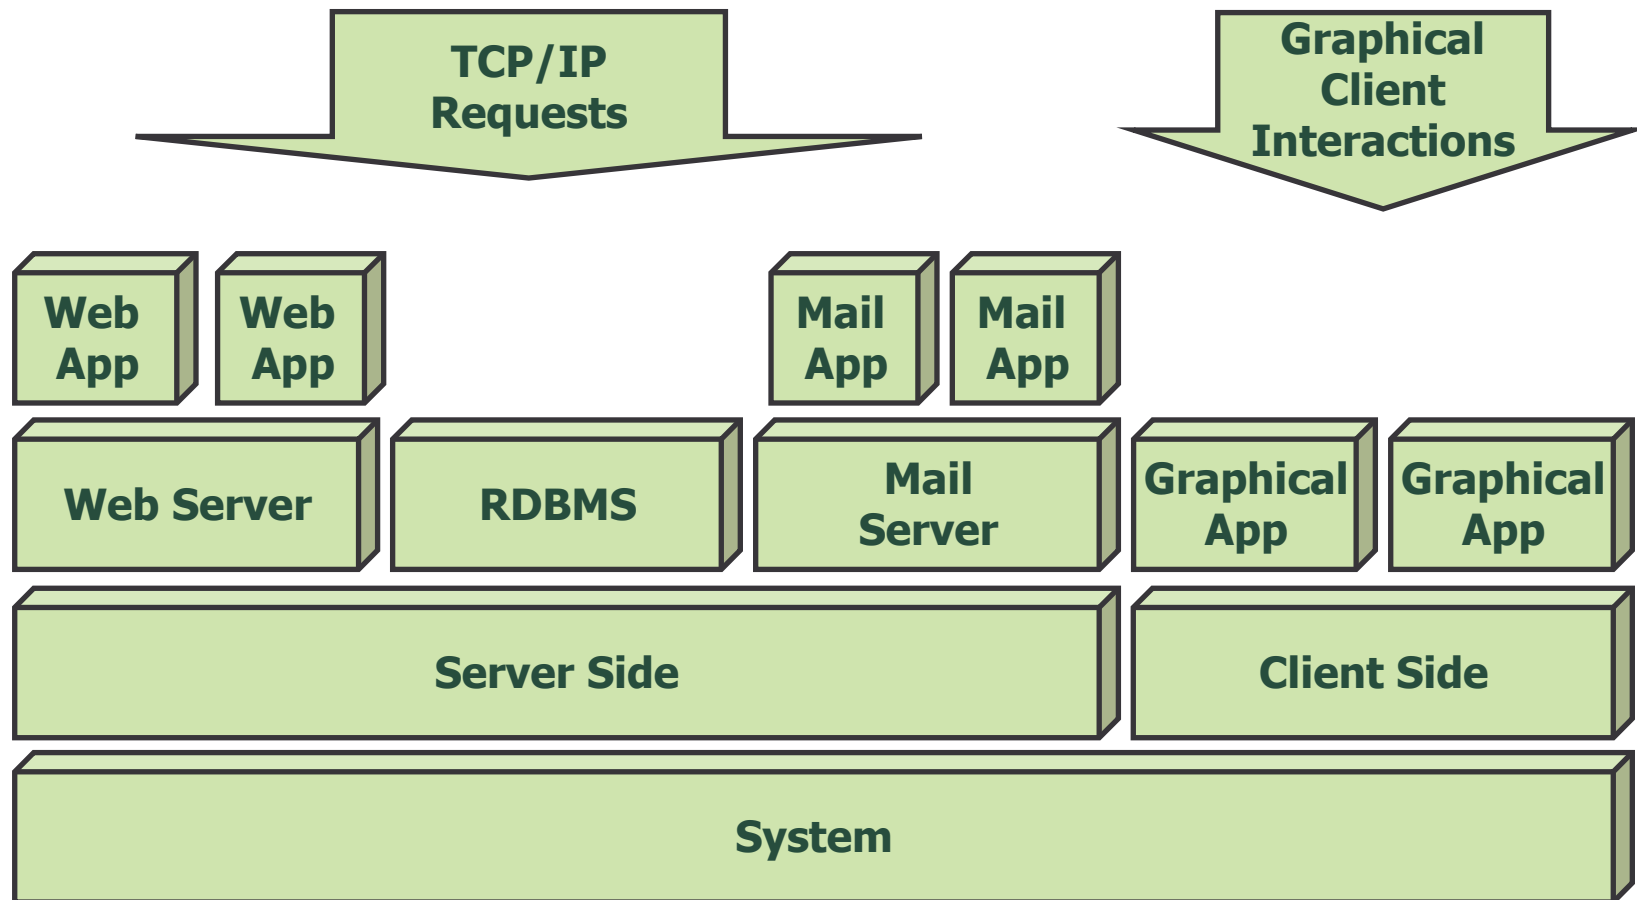 TCP/IP
Requests
Graphical
Client
Interactions
Web
App
Web
App
Mail
App
Mail
App
Web Server
RDBMS
Mail
Server
Graphical
App
Graphical
App
Server Side
Client Side
System